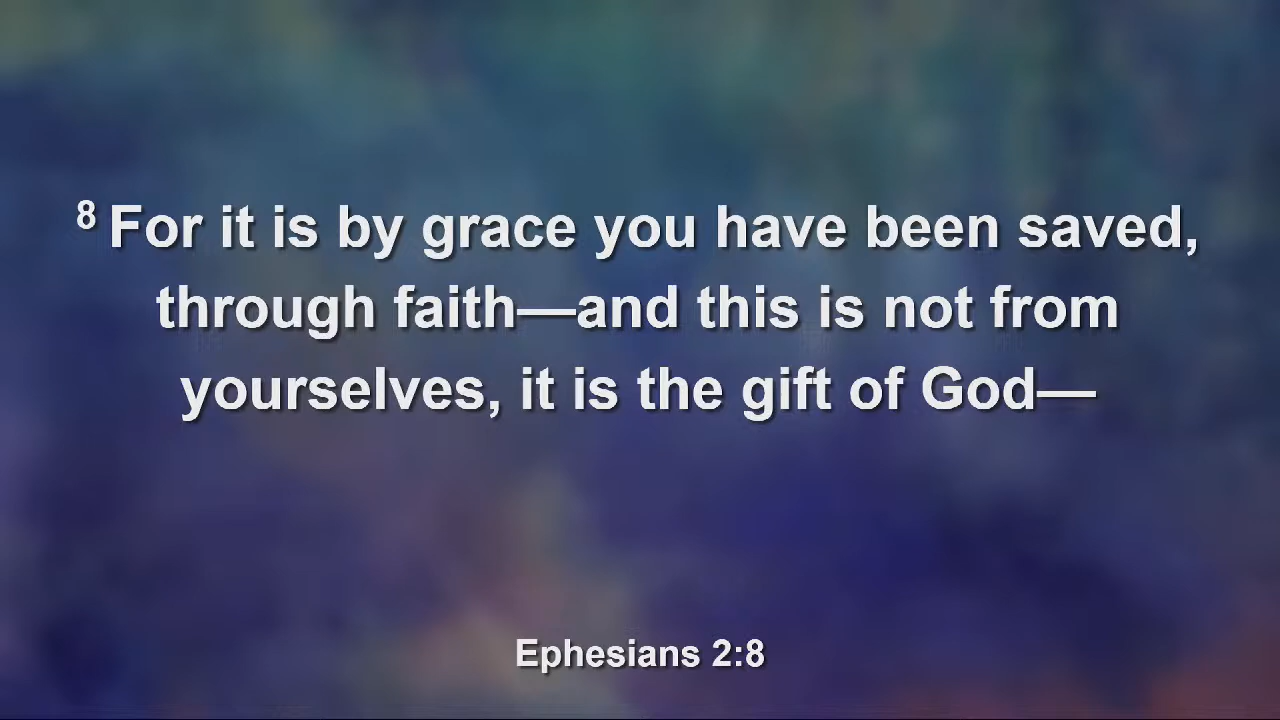 8 For it is by grace you have been saved,
through faith—and this is not from
yourselves, it is the gift of God—
Ephesians 2:8